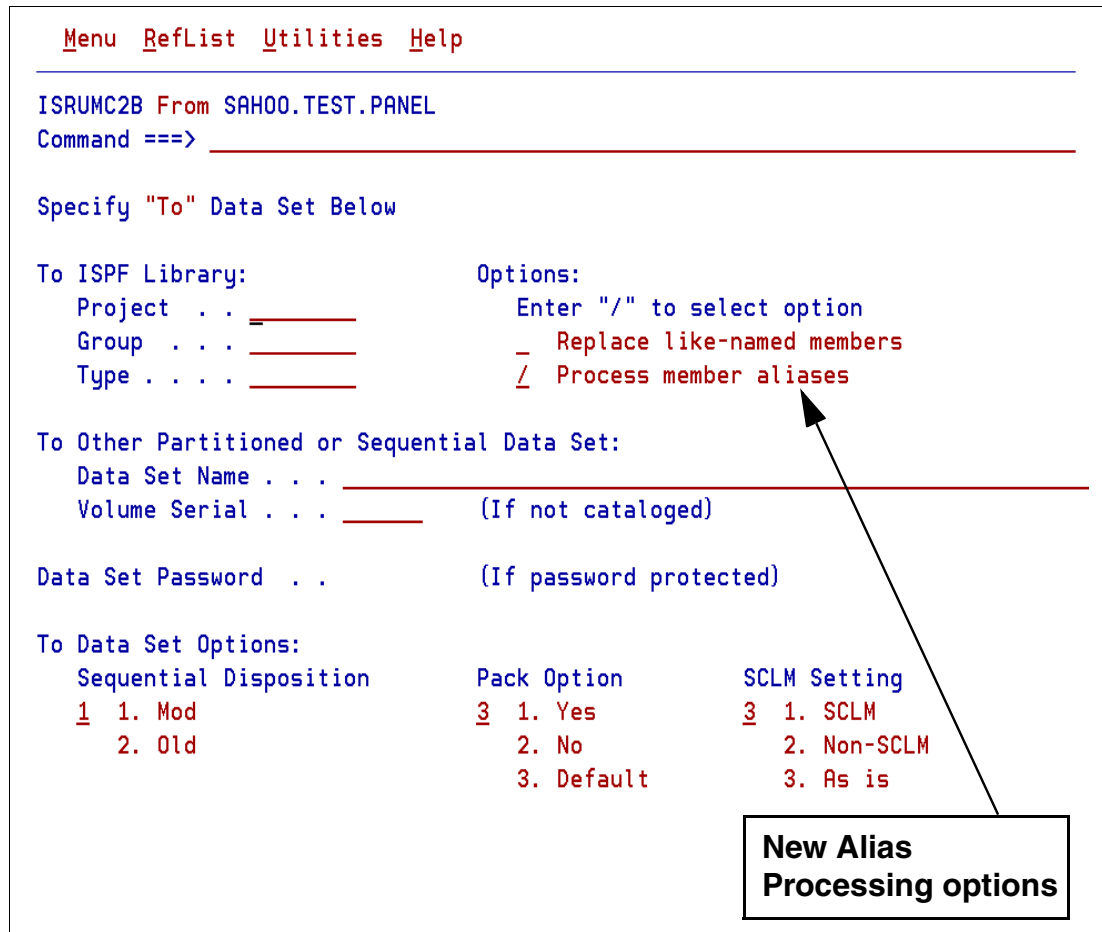 Menu RefList Utilities Help
ISRUMC2B From SAHOO.TEST.PANEL
Command ===> 
Specify "To" Data Set Below
To ISPF Library: Options:
Project . . Enter "/" to select option
Group . . . _ Replace like-named members
Type . . . . / Process member aliases
To Other Partitioned or Sequential Data Set:
Data Set Name . . .
Volume Serial . . . (If not cataloged)
Data Set Password . . (If password protected)
To Data Set Options:
Sequential Disposition Pack Option SCLM Setting
1 1. Mod 3 1. Yes 3 1. SCLM
2. Old 2. No 2. Non-SCLM
3. Default 3. As is
New Alias
Processing options